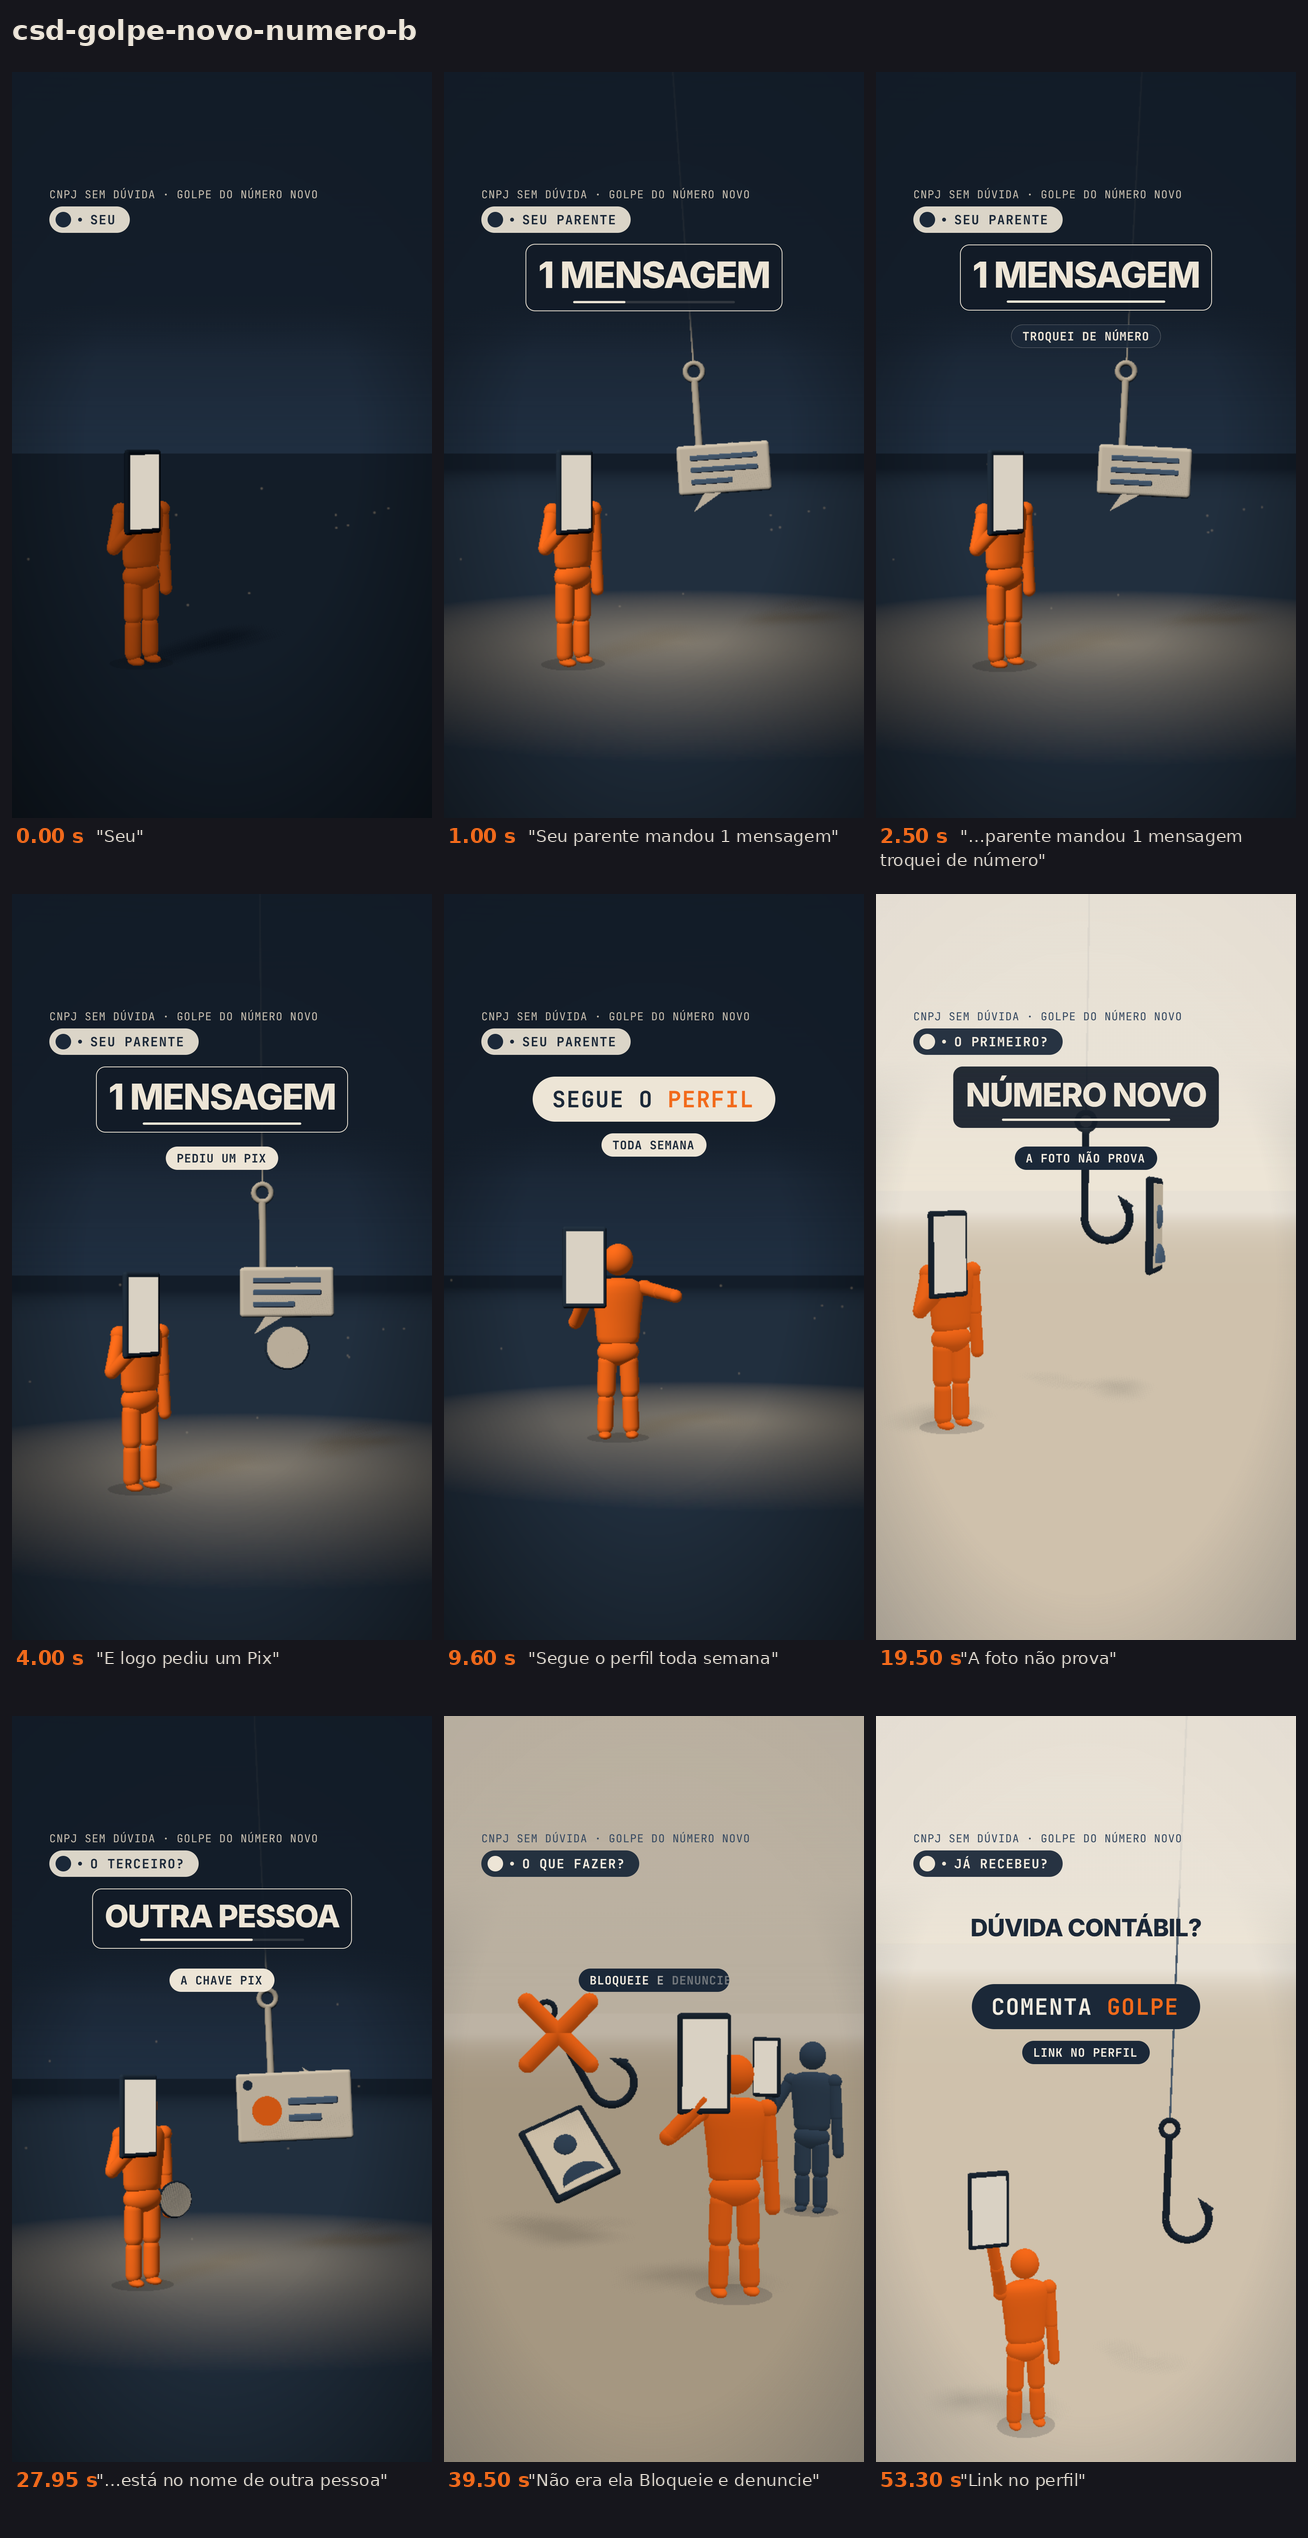 csd-golpe-novo-numero-b
CNPJ SEM DÚVIDA · GOLPE DO NÚMERO NOVO
• SEU
0.00 s "Seu"
CNPJ SEM DÚVIDA · GOLPE DO NÚMERO NOVO
• SEU PARENTE
1 MENSAGEM
1.00 s "Seu parente mandou 1 mensagem"
CNPJ SEM DÚVIDA · GOLPE DO NÚMERO NOVO
• SEU PARENTE
1 MENSAGEM
TROQUEI DE NÚMERO
2.50 s "...parente mandou 1 mensagem
troquei de número"
CNPJ SEM DÚVIDA · GOLPE DO NÚMERO NOVO
• SEU PARENTE
1 MENSAGEM
PEDIU UM PIX
4.00 s "E logo pediu um Pix"
CNPJ SEM DÚVIDA · GOLPE DO NÚMERO NOVO
• SEU PARENTE
SEGUE O PERFIL
TODA SEMANA
9.60 s "Segue o perfil toda semana"
CNPJ SEM DÚVIDA · GOLPE DO NÚMERO NOVO
• O PRIMEIRO?
NÚMERO NOVO
A FOTO NÃO PROVA
19.50 s "A foto não prova"
CNPJ SEM DÚVIDA · GOLPE DO NÚMERO NOVO
• O TERCEIRO?
OUTRA PESSOA
A CHAVE PIX
27.95 s "...está no nome de outra pessoa"
CNPJ SEM DÚVIDA · GOLPE DO NÚMERO NOVO
• O QUE FAZER?
BLOQUEIE E DENUNCIE
39.50 s "Não era ela Bloqueie e denuncie"
CNPJ SEM DÚVIDA · GOLPE DO NÚMERO NOVO
• JÁ RECEBEU?
DÚVIDA CONTÁBIL?
COMENTA GOLPE
LINK NO PERFIL
53.30 s "Link no perfil"